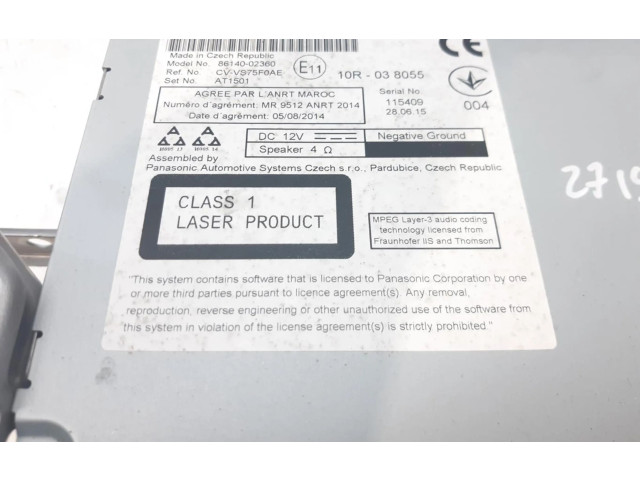 Made in Czech Republic
Model No. 86140-02360
Ref No CV-VS75F0AE
Set No. AT1501
CE
E11
10R - 03 8055
AGREE PAR L'ANRT MAROC
Numéro d'agrément: MR 9512 ANRT 2014
Date d'agrément: 05/08/2014
Serial No
115409
28.06.15
004
DC 12V
Negative Ground
Speaker 4 Ω
Assembled by
Panasonic Automotive Systems Czech s.r.o., Pardubice, Czech Republic
CLASS 1
LASER PRODUCT
MPEG Layer-3 audio coding
technology licensed from
Fraunhofer IIS and Thomson
"This system contains software that is licensed to Panasonic Corporation by one
or more third parties pursuant to licence agreement(s). Any removal,
reproduction, reverse engineering or other unauthorized use of the software from
this system in violation of the license agreement(s) is strictly prohibited."